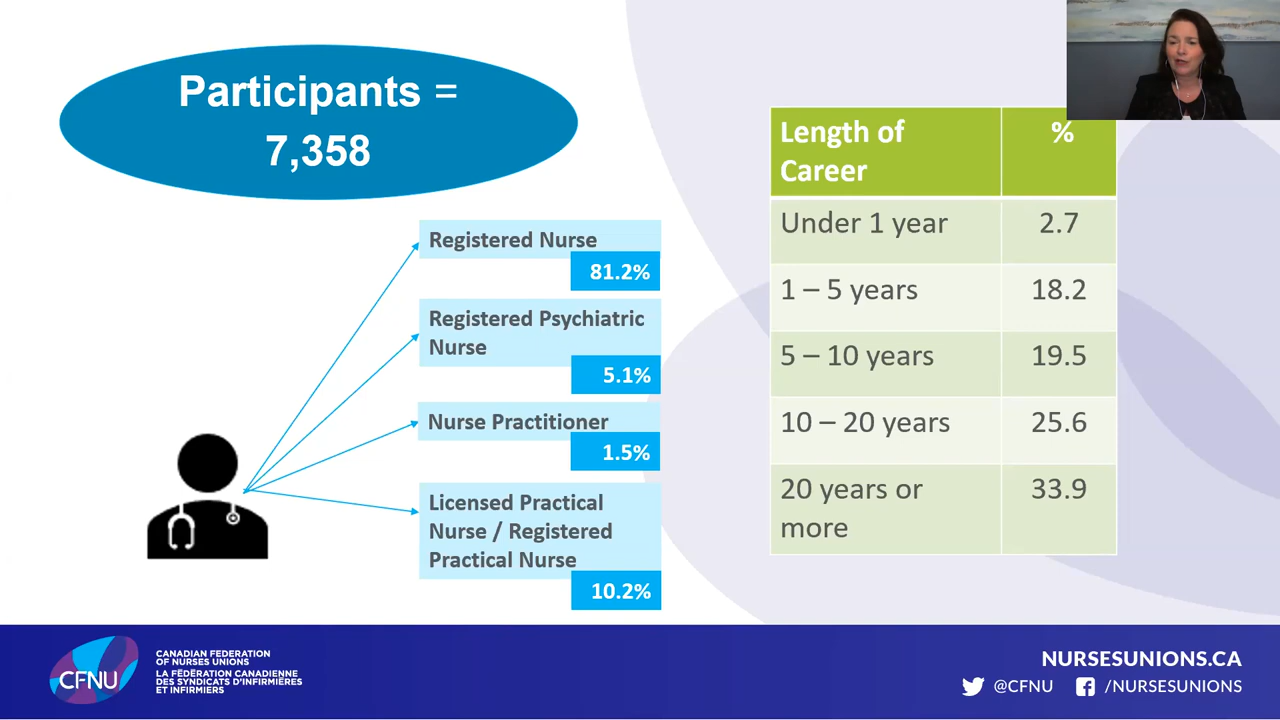 Participants =
7,358
Registered Nurse
81.2%
Registered Psychiatric
Nurse
5.1%
Nurse Practitioner
1.5%
Licensed Practical
Nurse / Registered
Practical Nurse
10.2%
Length of Career %
Under 1 year 2.7
1 – 5 years 18.2
5 – 10 years 19.5
10 – 20 years 25.6
20 years or more 33.9
CFNU
CANADIAN FEDERATION
OF NURSES UNIONS
LA FÉDÉRATION CANADIENNE
DES SYNDICATS D'INFIRMIÈRES
ET INFIRMIERS
NURSESUNIONS.CA
@CFNU /NURSESUNIONS